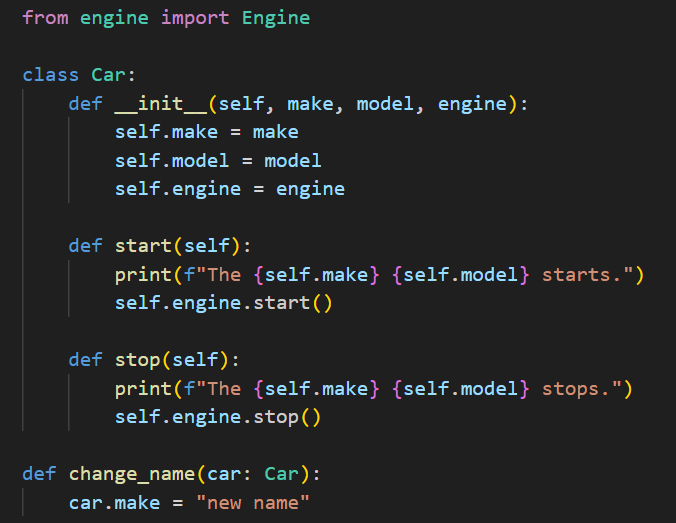 from engine import Engine

class Car:
    def __init__(self, make, model, engine):
        self.make = make
        self.model = model
        self.engine = engine

    def start(self):
        print(f"The {self.make} {self.model} starts.")
        self.engine.start()

    def stop(self):
        print(f"The {self.make} {self.model} stops.")
        self.engine.stop()

def change_name(car: Car):
    car.make = "new name"